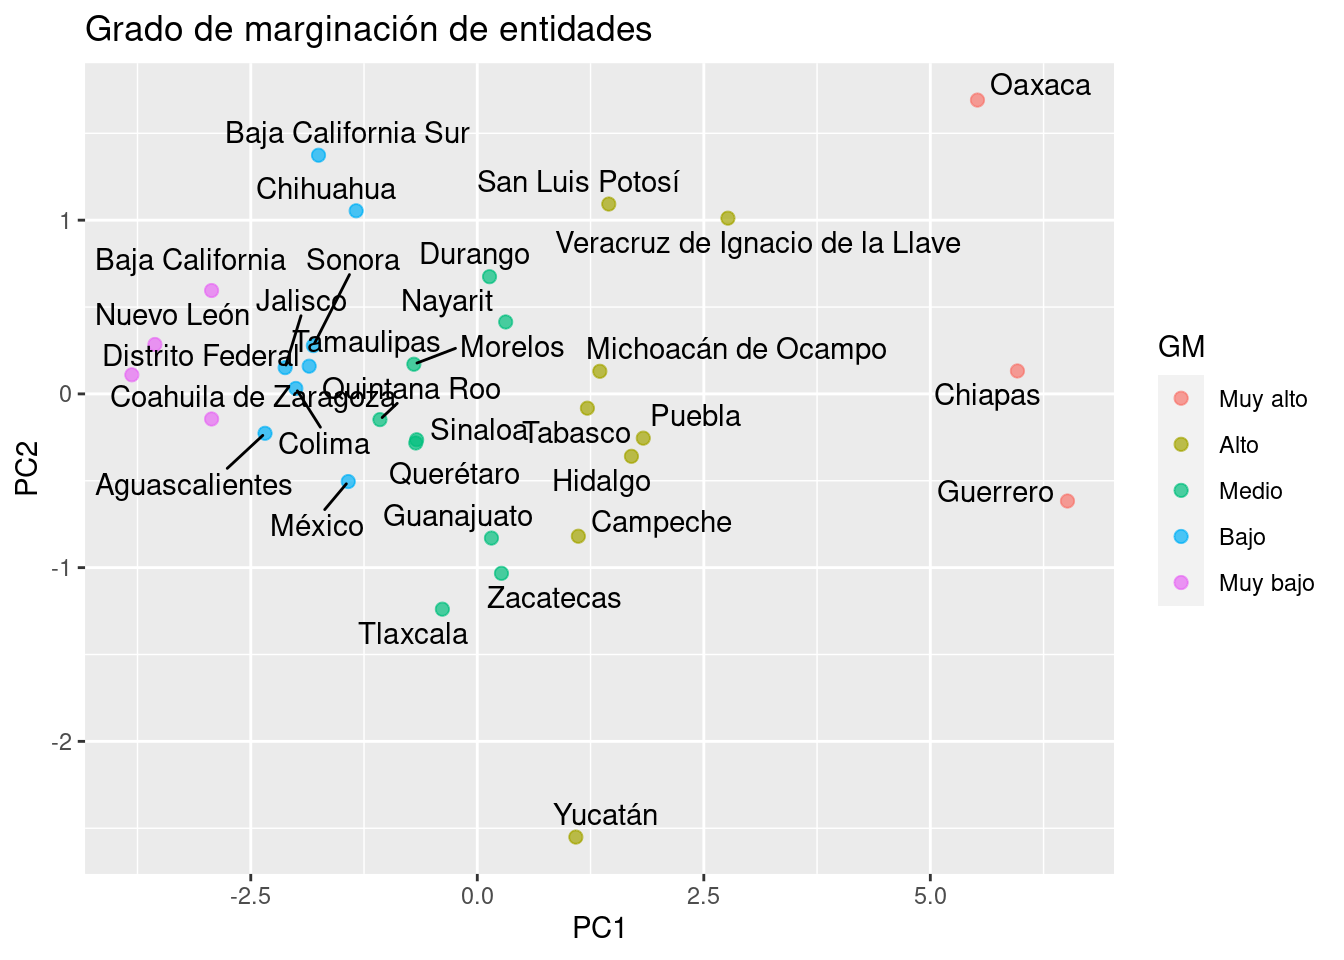 Grado de marginación de entidades
Oaxaca
Baja California Sur
Chihuahua
San Luis Potosí
Veracruz de Ignacio de la Llave
Baja California
Sonora
Durango
Jalisco
Nayarit
Nuevo León
Tamaulipas
Morelos
Michoacán de Ocampo
Distrito Federal
Quintana Roo
Coahuila de Zaragoza
Chiapas
Puebla
Sinaloa
Tabasco
Colima
Querétaro
Hidalgo
Aguascalientes
Guerrero
México
Guanajuato
Campeche
Zacatecas
Tlaxcala
Yucatán
1
0
-1
-2
PC2
-2.5
0.0
2.5
5.0
PC1
GM
Muy alto
Alto
Medio
Bajo
Muy bajo